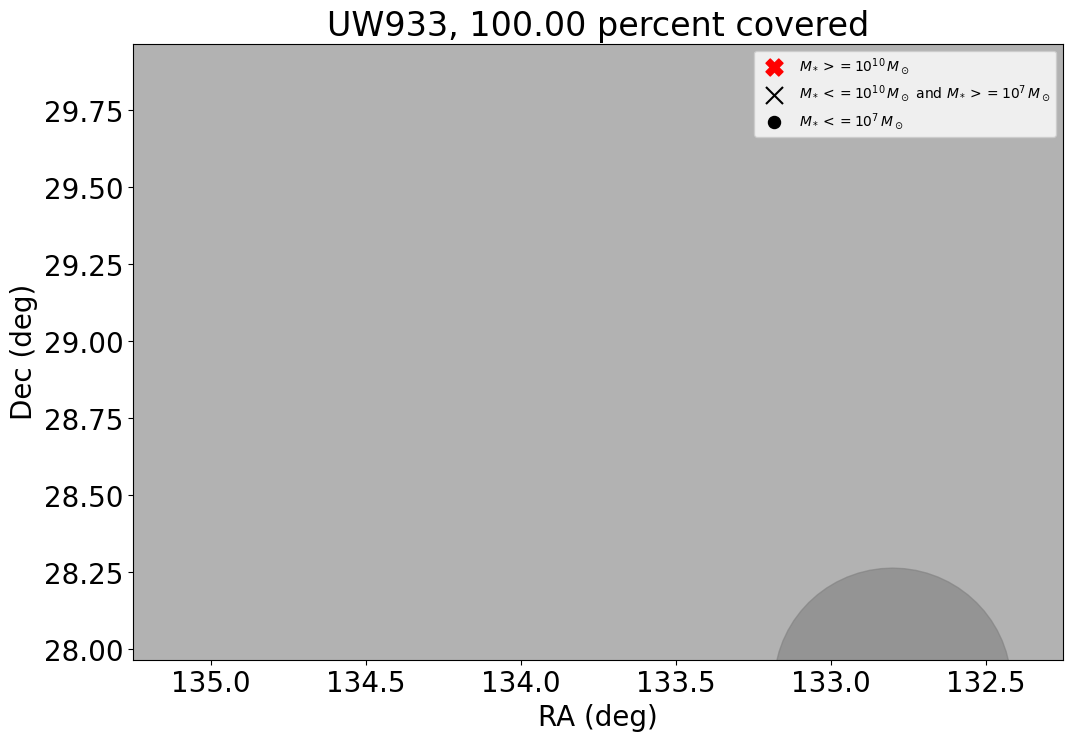 UW933, 100.00 percent covered
M* >= 10^10 M⊙
M* <= 10^10 M⊙ and M* >= 10^7 M⊙
M* <= 10^7 M⊙
29.75
29.50
29.25
29.00
28.75
28.50
28.25
28.00
Dec (deg)
135.0 134.5 134.0 133.5 133.0 132.5
RA (deg)